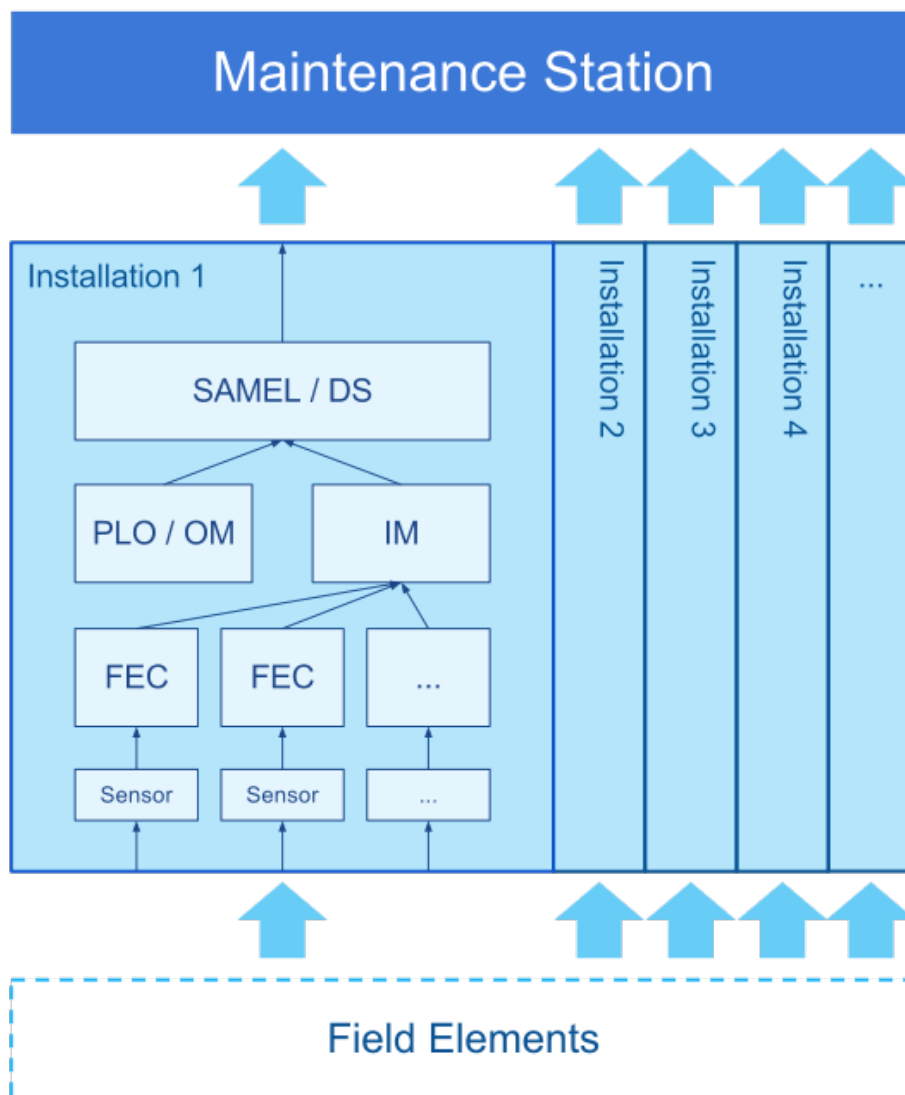 Maintenance Station
Installation 1
SAMEL / DS
PLO / OM
IM
FEC
FEC
...
Sensor
Sensor
...
Installation 2
Installation 3
Installation 4
...
Field Elements